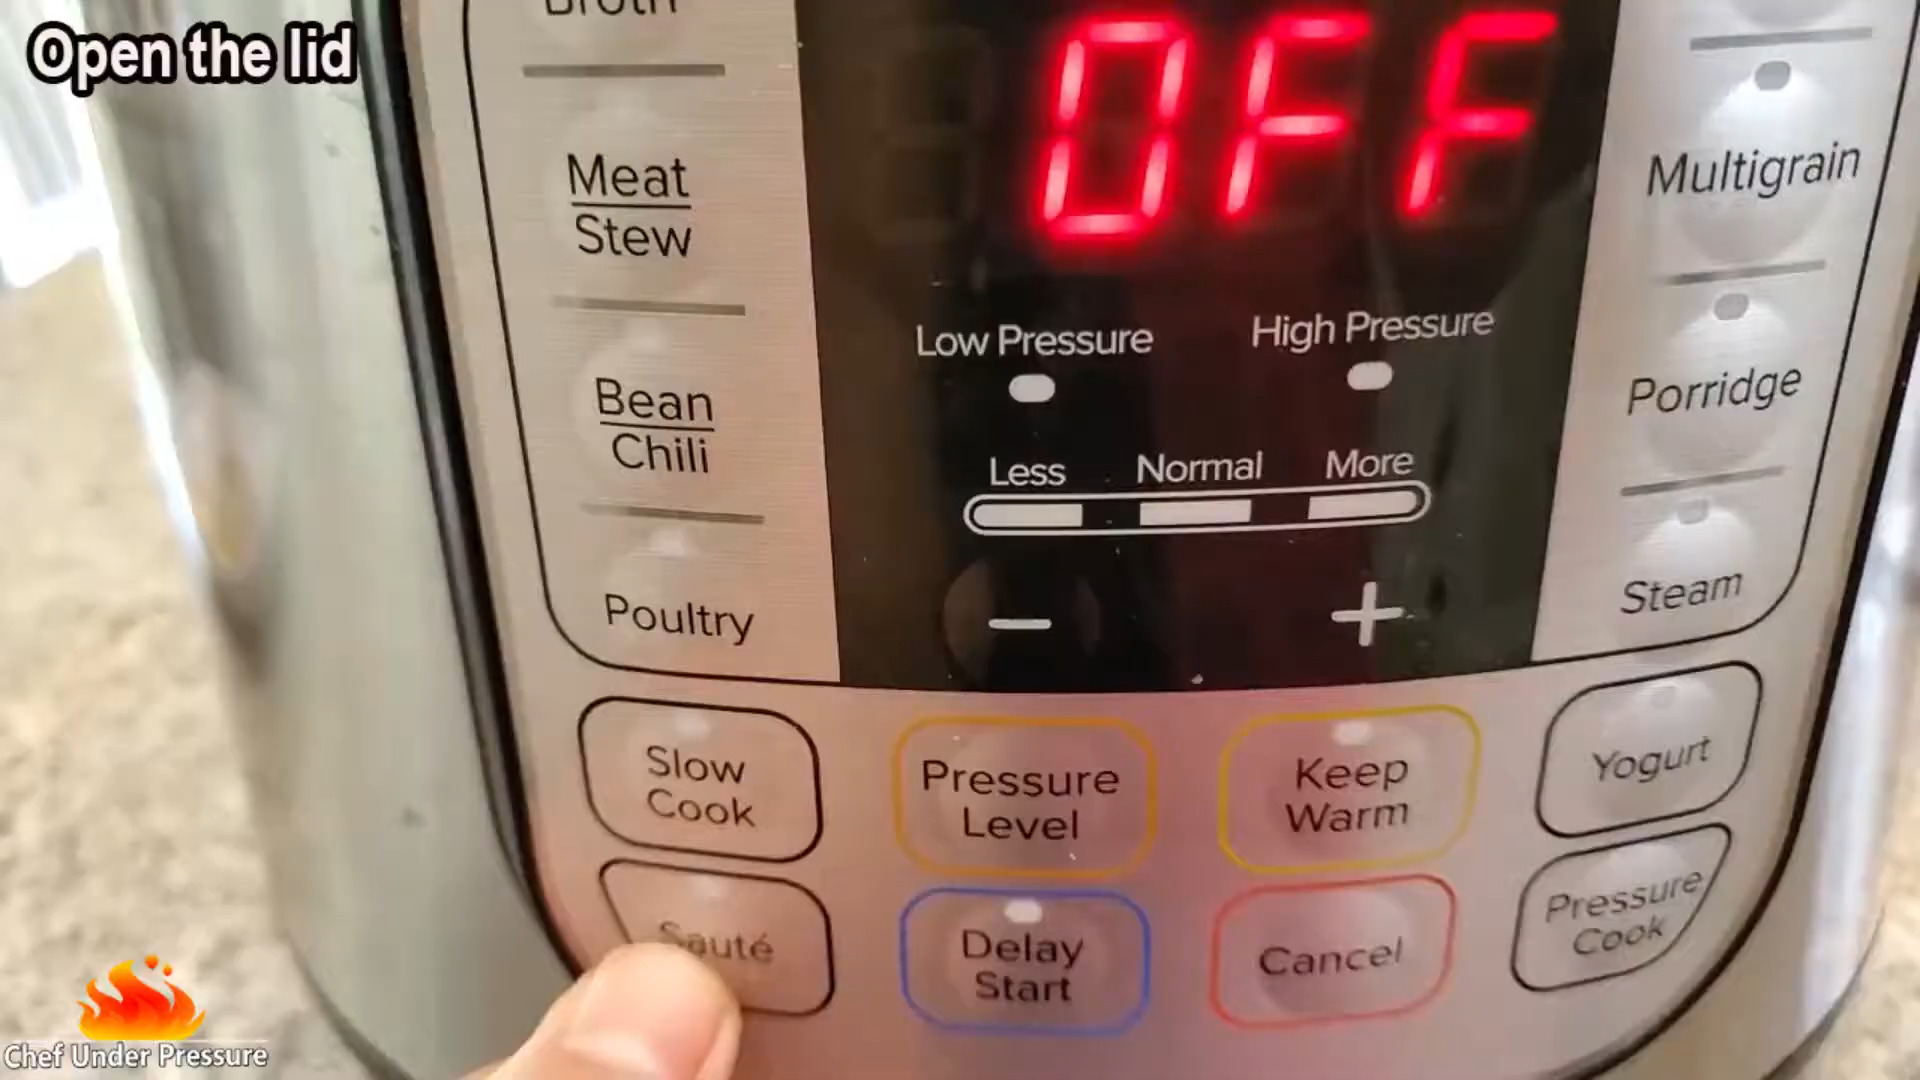 Open the lid
Broth
OFF
Meat
Stew
Multigrain
Low Pressure
High Pressure
Bean
Chili
Porridge
Less
Normal
More
Poultry
−
+
Steam
Slow
Cook
Pressure
Level
Keep
Warm
Yogurt
Sauté
Delay
Start
Cancel
Pressure
Cook
Chef Under Pressure